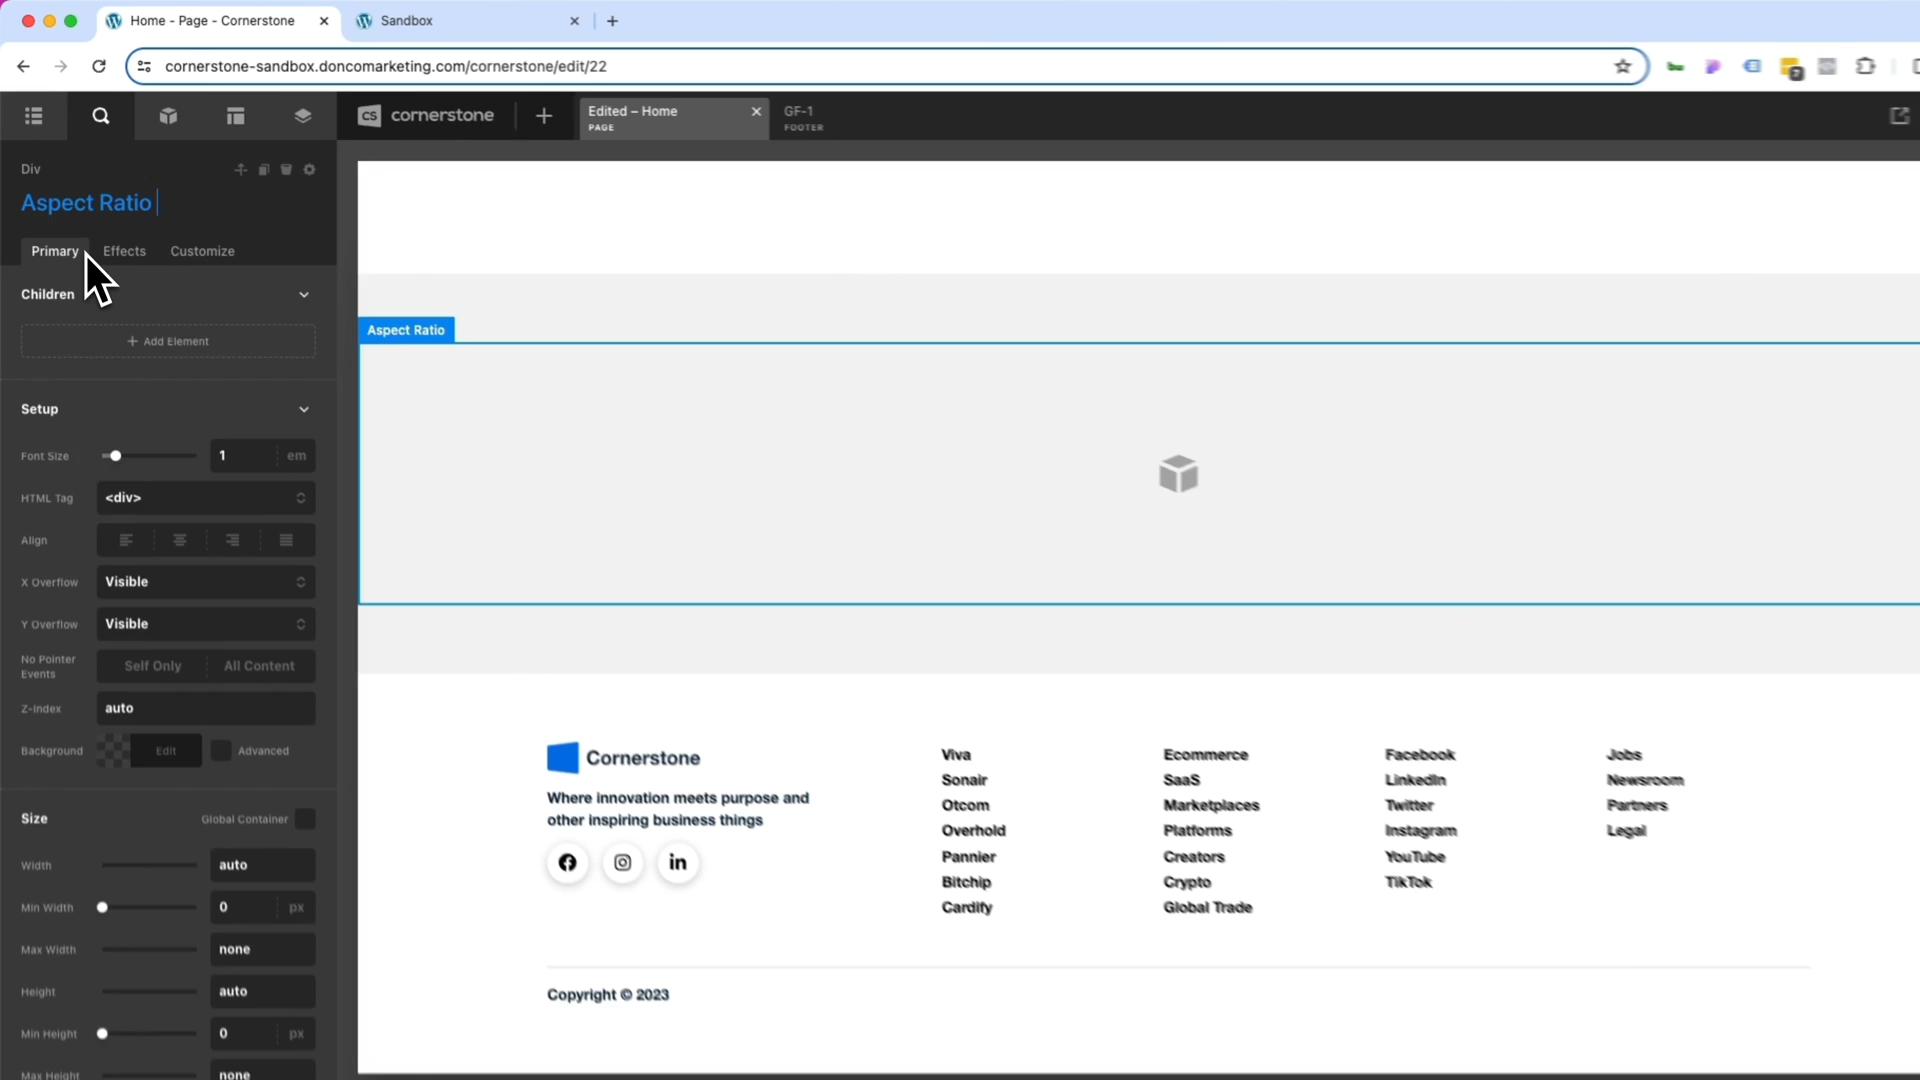 Home - Page - Cornerstone
Sandbox
cornerstone-sandbox.doncomarketing.com/cornerstone/edit/22
CS cornerstone
Edited – Home
PAGE
GF-1
FOOTER
Div
Aspect Ratio
Primary
Effects
Customize
Children
Add Element
Setup
Font Size
1
em
HTML Tag
<div>
Align
X Overflow
Visible
Y Overflow
Visible
No Pointer
Events
Self Only
All Content
Z-Index
auto
Background
Edit
Advanced
Size
Global Container
Width
auto
Min Width
0
px
Max Width
none
Height
auto
Min Height
0
px
Max Height
none
Aspect Ratio
Cornerstone
Where innovation meets purpose and
other inspiring business things
in
Viva
Sonair
Otcom
Overhold
Pannier
Bitchip
Cardify
Ecommerce
SaaS
Marketplaces
Platforms
Creators
Crypto
Global Trade
Facebook
LinkedIn
Twitter
Instagram
YouTube
TikTok
Jobs
Newsroom
Partners
Legal
Copyright © 2023